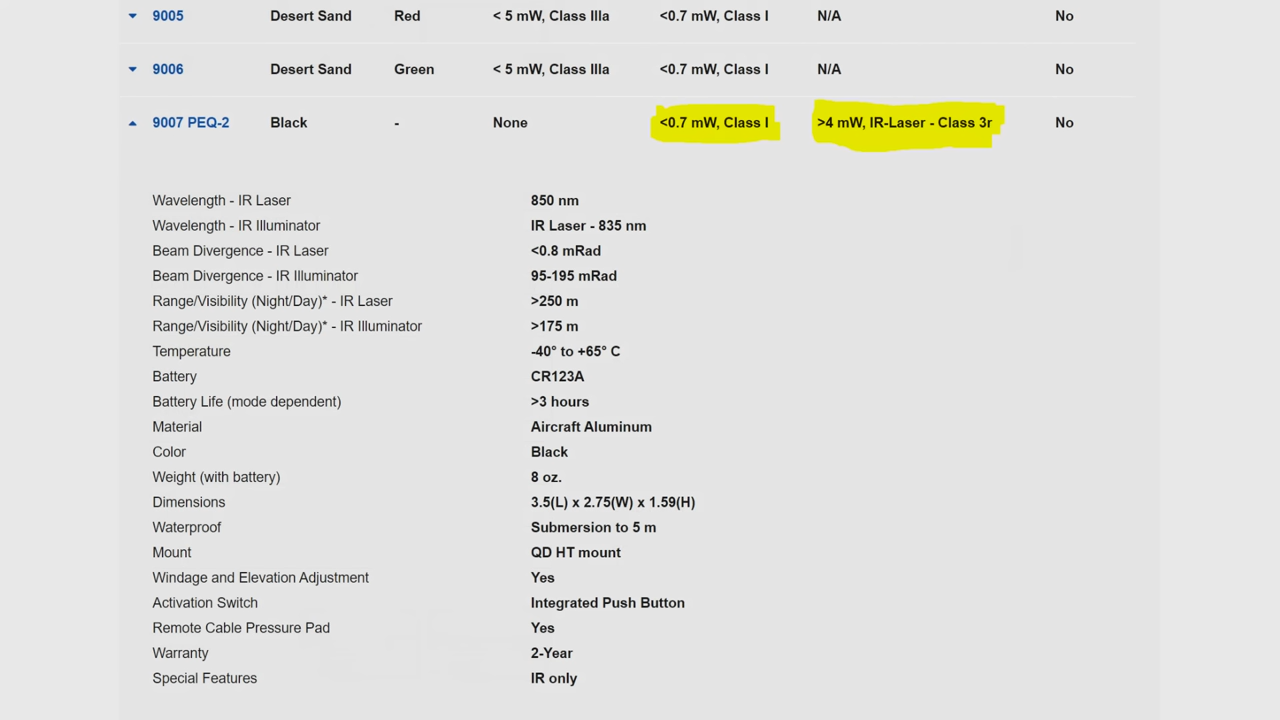 9005 Desert Sand Red < 5 mW, Class IIIa <0.7 mW, Class I N/A No
9006 Desert Sand Green < 5 mW, Class IIIa <0.7 mW, Class I N/A No
9007 PEQ-2 Black - None <0.7 mW, Class I >4 mW, IR-Laser - Class 3r No
Wavelength - IR Laser 850 nm
Wavelength - IR Illuminator IR Laser - 835 nm
Beam Divergence - IR Laser <0.8 mRad
Beam Divergence - IR Illuminator 95-195 mRad
Range/Visibility (Night/Day)* - IR Laser >250 m
Range/Visibility (Night/Day)* - IR Illuminator >175 m
Temperature -40° to +65° C
Battery CR123A
Battery Life (mode dependent) >3 hours
Material Aircraft Aluminum
Color Black
Weight (with battery) 8 oz.
Dimensions 3.5(L) x 2.75(W) x 1.59(H)
Waterproof Submersion to 5 m
Mount QD HT mount
Windage and Elevation Adjustment Yes
Activation Switch Integrated Push Button
Remote Cable Pressure Pad Yes
Warranty 2-Year
Special Features IR only